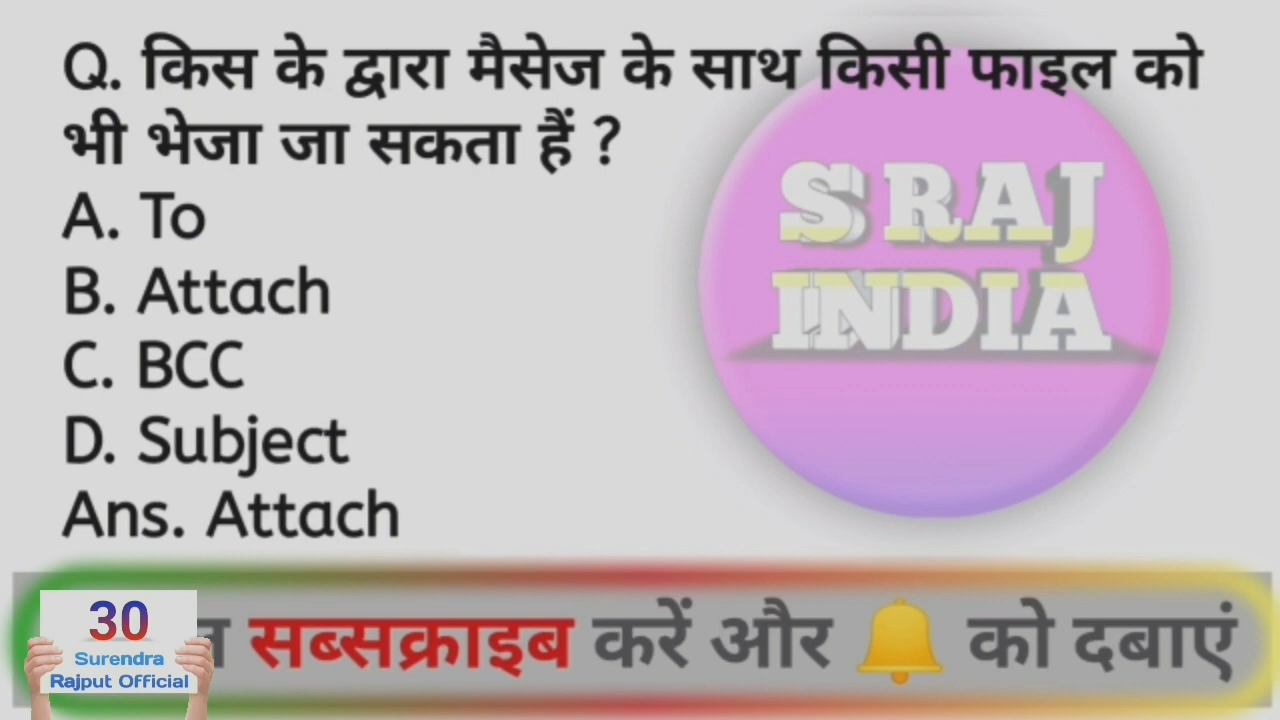 Q. किस के द्वारा मैसेज के साथ किसी फाइल को
भी भेजा जा सकता हैं ?
A. To
B. Attach
C. BCC
D. Subject
Ans. Attach
S RAJ
INDIA
सब्सक्राइब करें और 🔔 को दबाएं
30
Surendra
Rajput Official